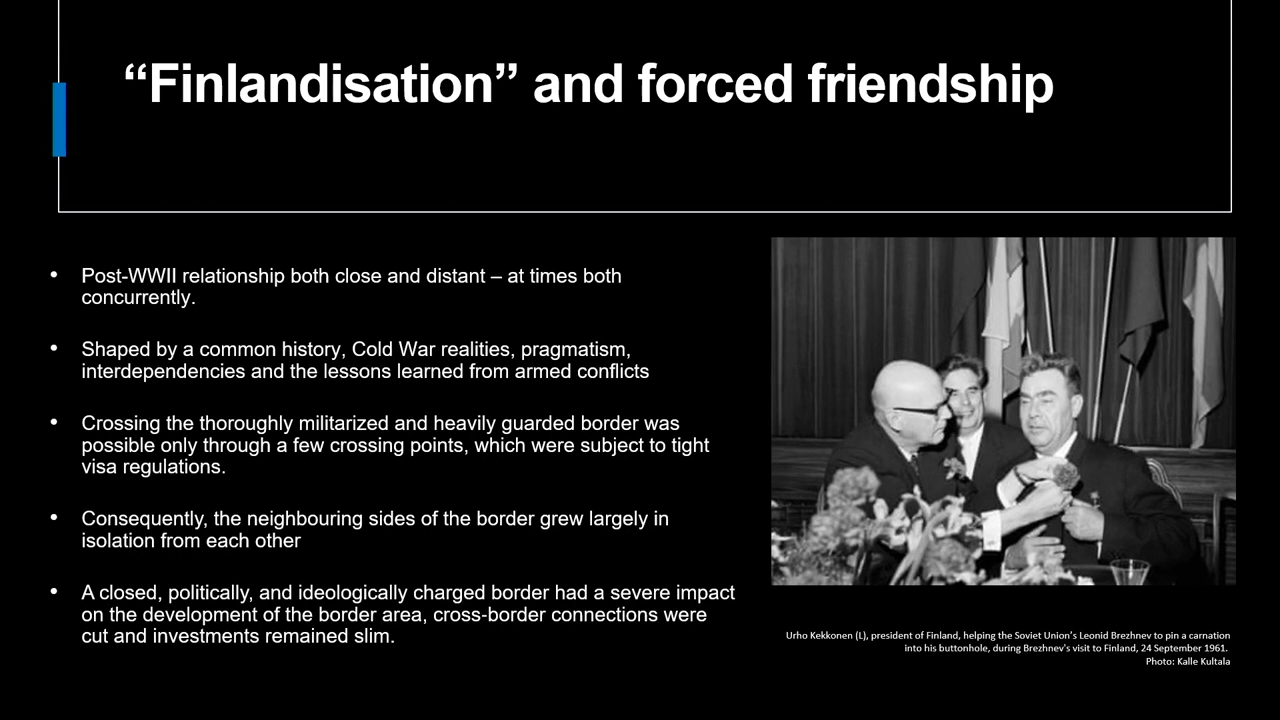 “Finlandisation” and forced friendship
• Post-WWII relationship both close and distant – at times both
concurrently.
• Shaped by a common history, Cold War realities, pragmatism,
interdependencies and the lessons learned from armed conflicts
• Crossing the thoroughly militarized and heavily guarded border was
possible only through a few crossing points, which were subject to tight
visa regulations.
• Consequently, the neighbouring sides of the border grew largely in
isolation from each other
• A closed, politically, and ideologically charged border had a severe impact
on the development of the border area, cross-border connections were
cut and investments remained slim.
Urho Kekkonen (L), president of Finland, helping the Soviet Union’s Leonid Brezhnev to pin a carnation
into his buttonhole, during Brezhnev's visit to Finland, 24 September 1961.
Photo: Kalle Kultala